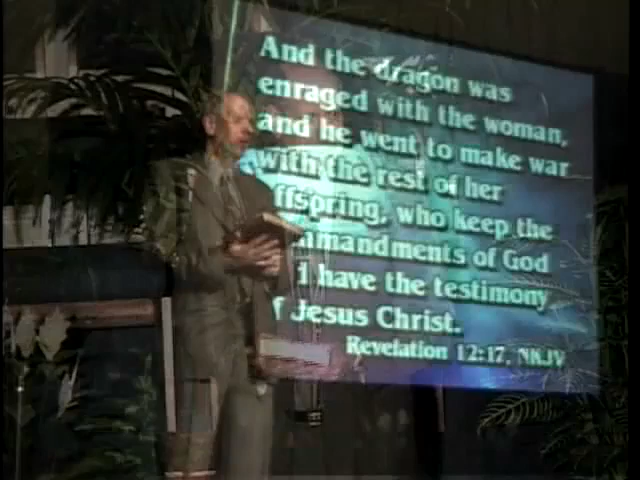 And the dragon was
enraged with the woman,
and he went to make war
with the rest of her
ffspring, who keep the
mmandments of God
d have the testimony
f Jesus Christ.
Revelation 12:17, NKJV